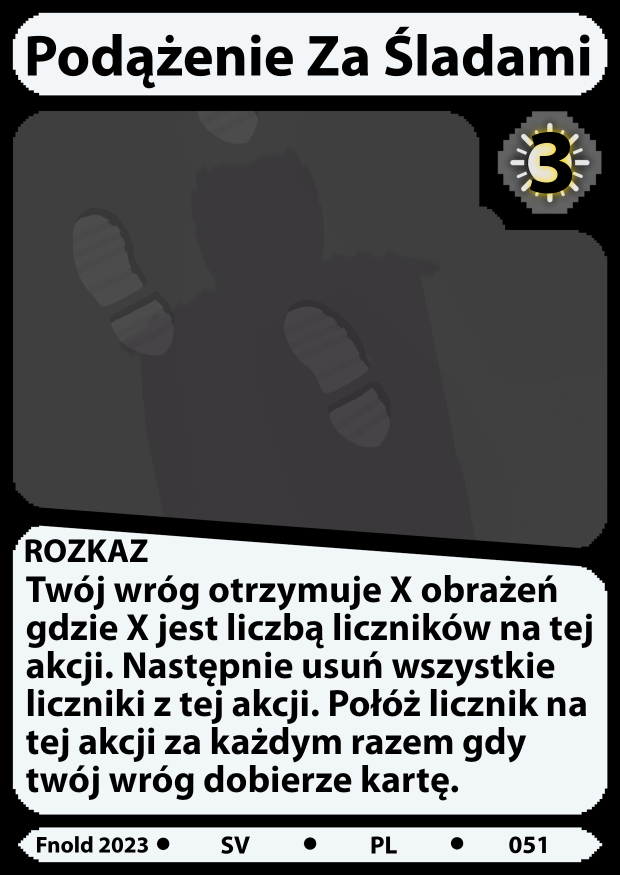 Podążenie Za Śladami
3
ROZKAZ
Twój wróg otrzymuje X obrażeń
gdzie X jest liczbą liczników na tej
akcji. Następnie usuń wszystkie
liczniki z tej akcji. Połóż licznik na
tej akcji za każdym razem gdy
twój wróg dobierze kartę.
Fnold 2023 • SV • PL • 051